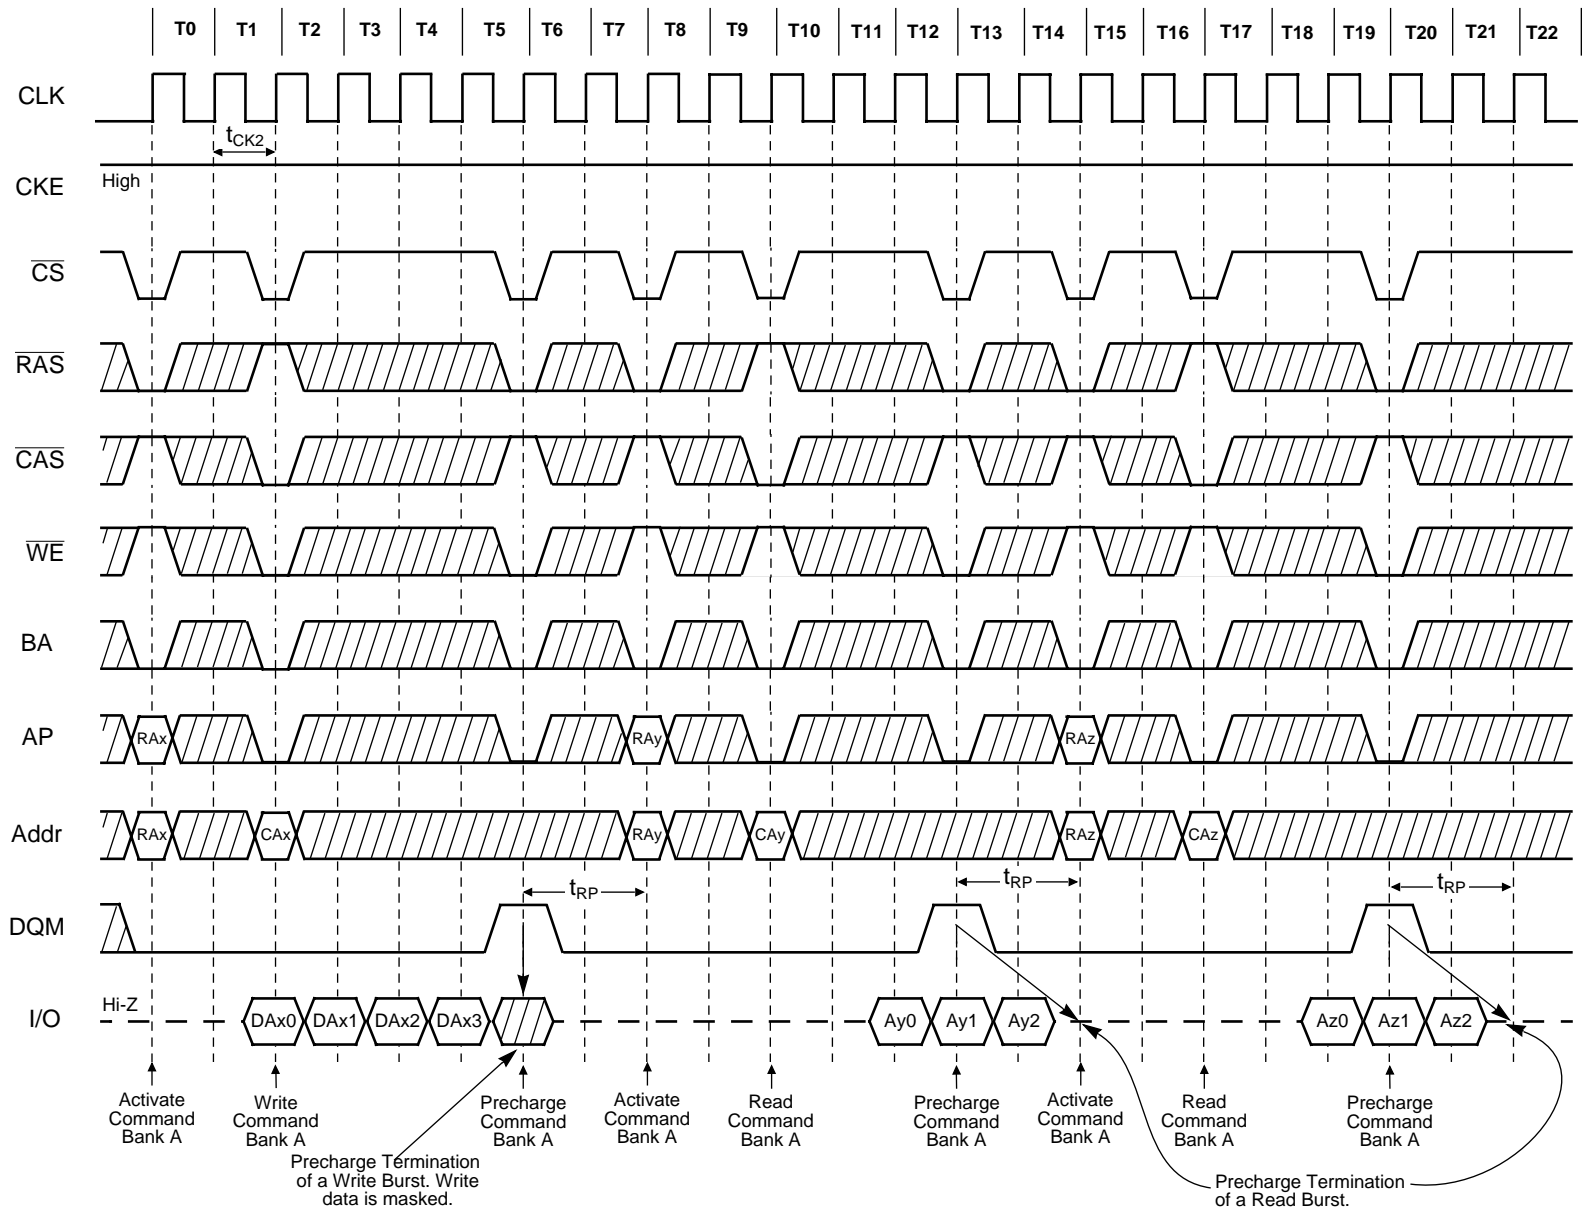 T0 T1 T2 T3 T4 T5 T6 T7 T8 T9 T10 T11 T12 T13 T14 T15 T16 T17 T18 T19 T20 T21 T22
CLK
tCK2
CKE
High
CS
RAS
CAS
WE
BA
AP
RAx RAy RAz
Addr
RAx CAx RAy CAy RAz CAz
tRP tRP tRP
DQM
I/O
Hi-Z
DAx0 DAx1 DAx2 DAx3 Ay0 Ay1 Ay2 Az0 Az1 Az2
Activate
Command
Bank A
Write
Command
Bank A
Precharge
Command
Bank A
Activate
Command
Bank A
Read
Command
Bank A
Precharge
Command
Bank A
Activate
Command
Bank A
Read
Command
Bank A
Precharge
Command
Bank A
Precharge Termination
of a Write Burst. Write
data is masked.
Precharge Termination
of a Read Burst.